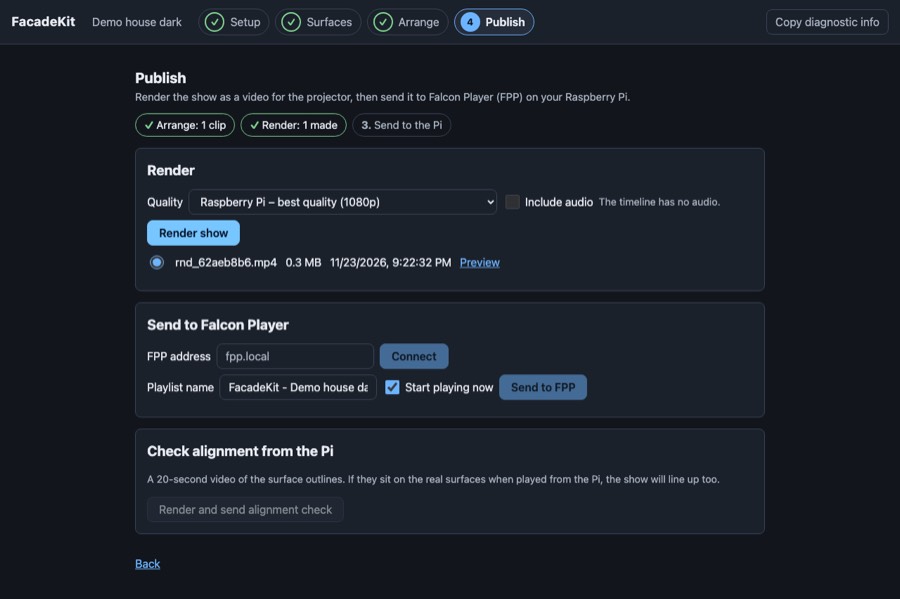 FacadeKit Demo house dark ✓ Setup ✓ Surfaces ✓ Arrange 4 Publish Copy diagnostic info
Publish
Render the show as a video for the projector, then send it to Falcon Player (FPP) on your Raspberry Pi.
✓ Arrange: 1 clip ✓ Render: 1 made 3. Send to the Pi
Render
Quality Raspberry Pi – best quality (1080p) Include audio The timeline has no audio.
Render show
rnd_62aeb8b6.mp4 0.3 MB 11/23/2026, 9:22:32 PM Preview
Send to Falcon Player
FPP address fpp.local Connect
Playlist name FacadeKit - Demo house da Start playing now Send to FPP
Check alignment from the Pi
A 20-second video of the surface outlines. If they sit on the real surfaces when played from the Pi, the show will line up too.
Render and send alignment check
Back